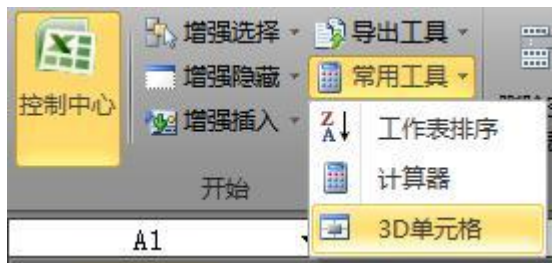 控制中心
增强选择
增强隐藏
增强插入
开始
导出工具
常用工具
工作表排序
计算器
3D单元格
A1